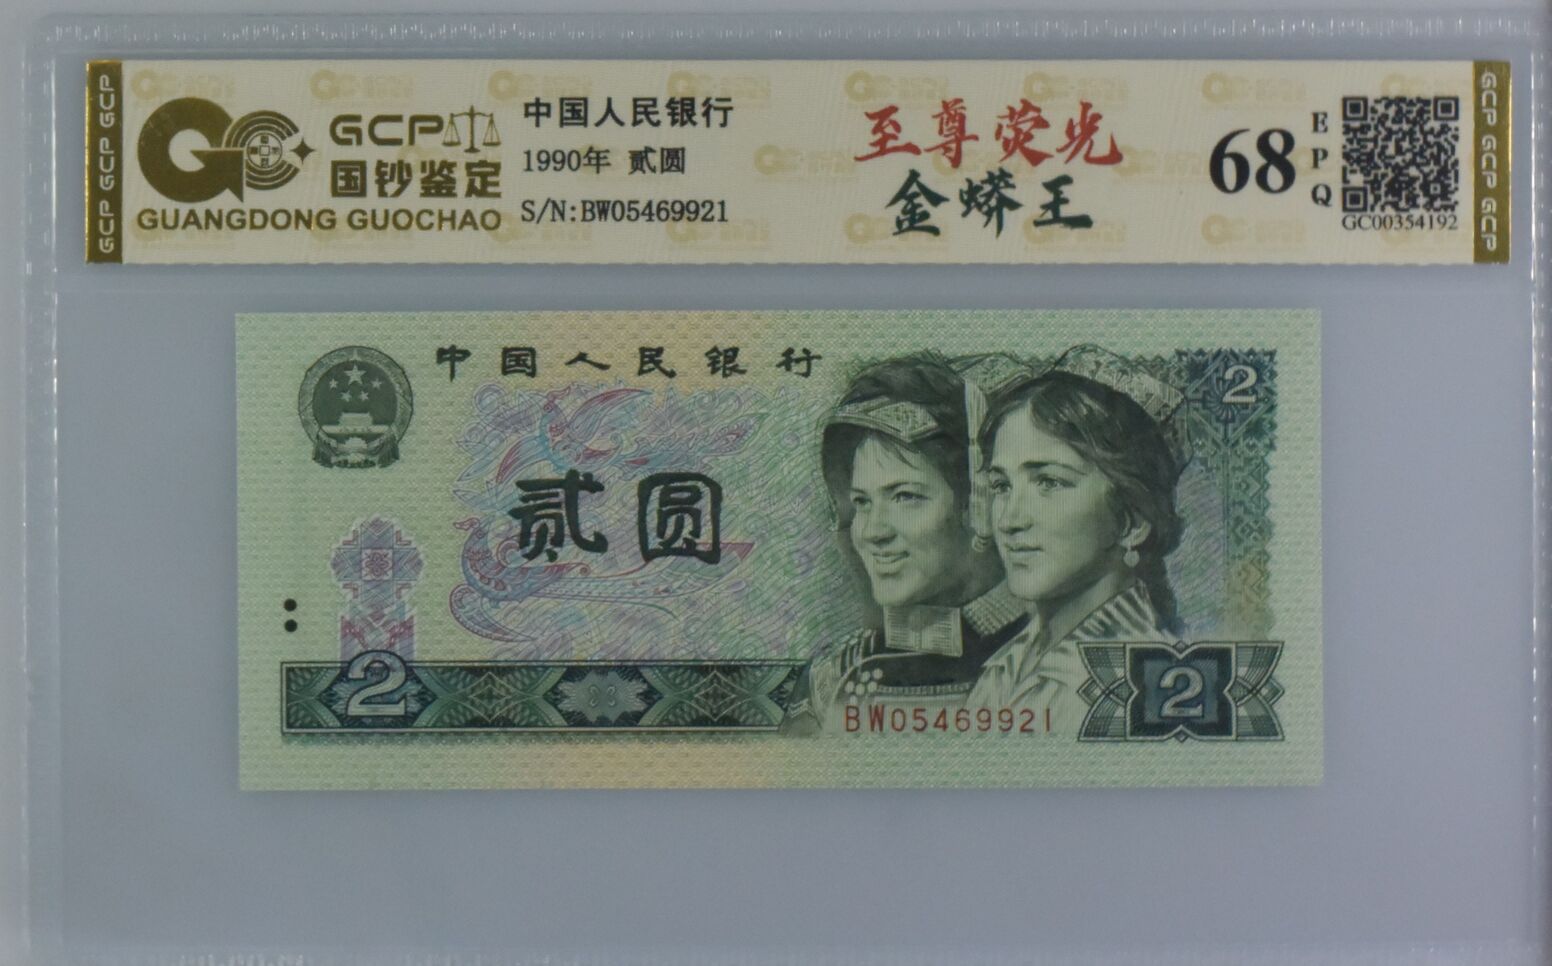 GCP GCP GCP
GCP
国钞鉴定
GUANGDONG GUOCHAO
中国人民银行
1990年 贰圆
S/N:BW05469921
至尊荧光
金蟒王
68
EPQ
GC00354192
GCP GCP GCP
中国人民银行
2
贰圆
2
BW05469921
2